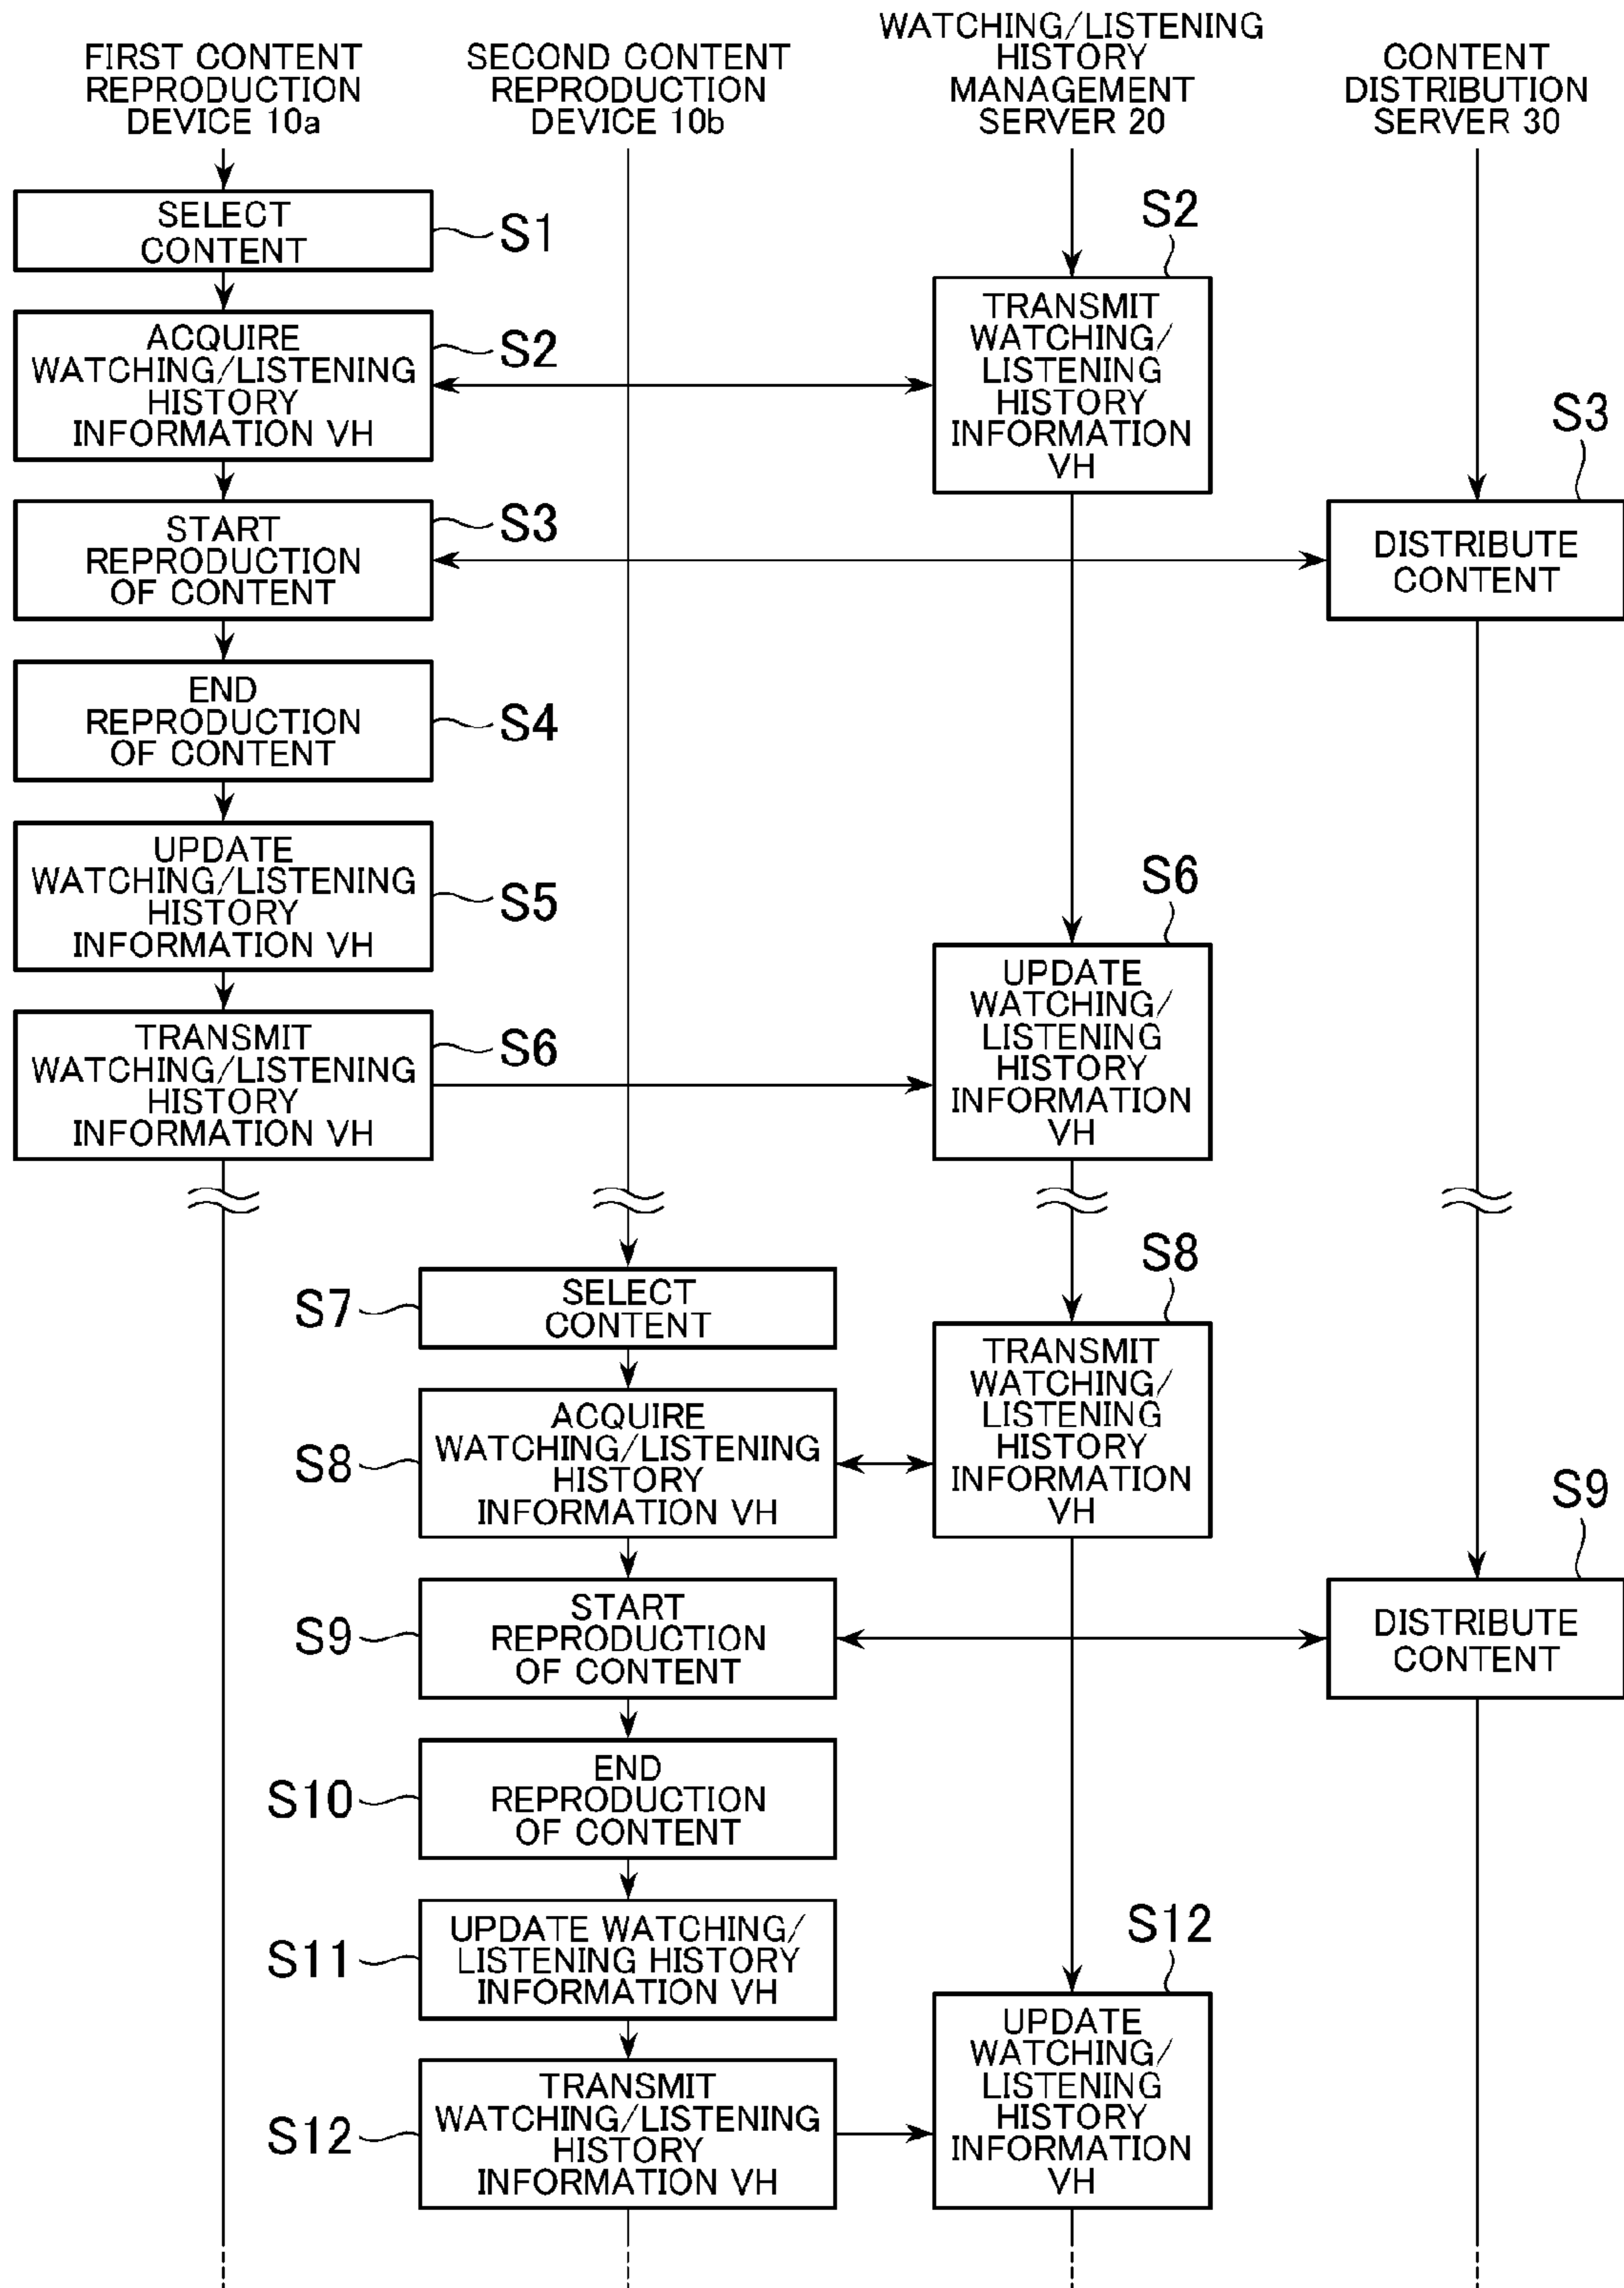 FIRST CONTENT
REPRODUCTION
DEVICE 10a
SECOND CONTENT
REPRODUCTION
DEVICE 10b
WATCHING/LISTENING
HISTORY
MANAGEMENT
SERVER 20
CONTENT
DISTRIBUTION
SERVER 30
SELECT
CONTENT
S1
ACQUIRE
WATCHING/LISTENING
HISTORY
INFORMATION VH
S2
S2
TRANSMIT
WATCHING/
LISTENING
HISTORY
INFORMATION
VH
START
REPRODUCTION
OF CONTENT
S3
S3
DISTRIBUTE
CONTENT
END
REPRODUCTION
OF CONTENT
S4
UPDATE
WATCHING/LISTENING
HISTORY
INFORMATION VH
S5
TRANSMIT
WATCHING/LISTENING
HISTORY
INFORMATION VH
S6
S6
UPDATE
WATCHING/
LISTENING
HISTORY
INFORMATION
VH
S7
SELECT
CONTENT
S8
ACQUIRE
WATCHING/LISTENING
HISTORY
INFORMATION VH
S8
TRANSMIT
WATCHING/
LISTENING
HISTORY
INFORMATION
VH
S9
START
REPRODUCTION
OF CONTENT
S9
DISTRIBUTE
CONTENT
S10
END
REPRODUCTION
OF CONTENT
S11
UPDATE WATCHING/
LISTENING HISTORY
INFORMATION VH
S12
TRANSMIT
WATCHING/LISTENING
HISTORY
INFORMATION VH
S12
UPDATE
WATCHING/
LISTENING
HISTORY
INFORMATION
VH